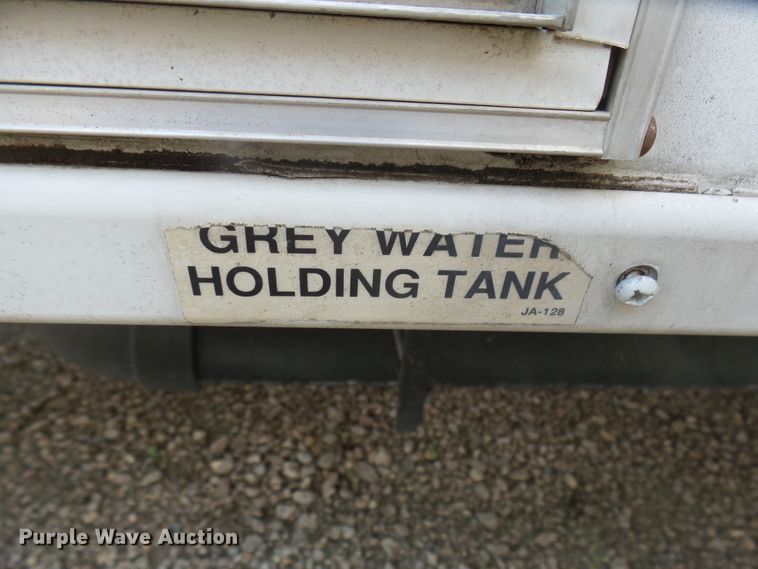 GREY WATER
HOLDING TANK
JA-128
Purple Wave Auction